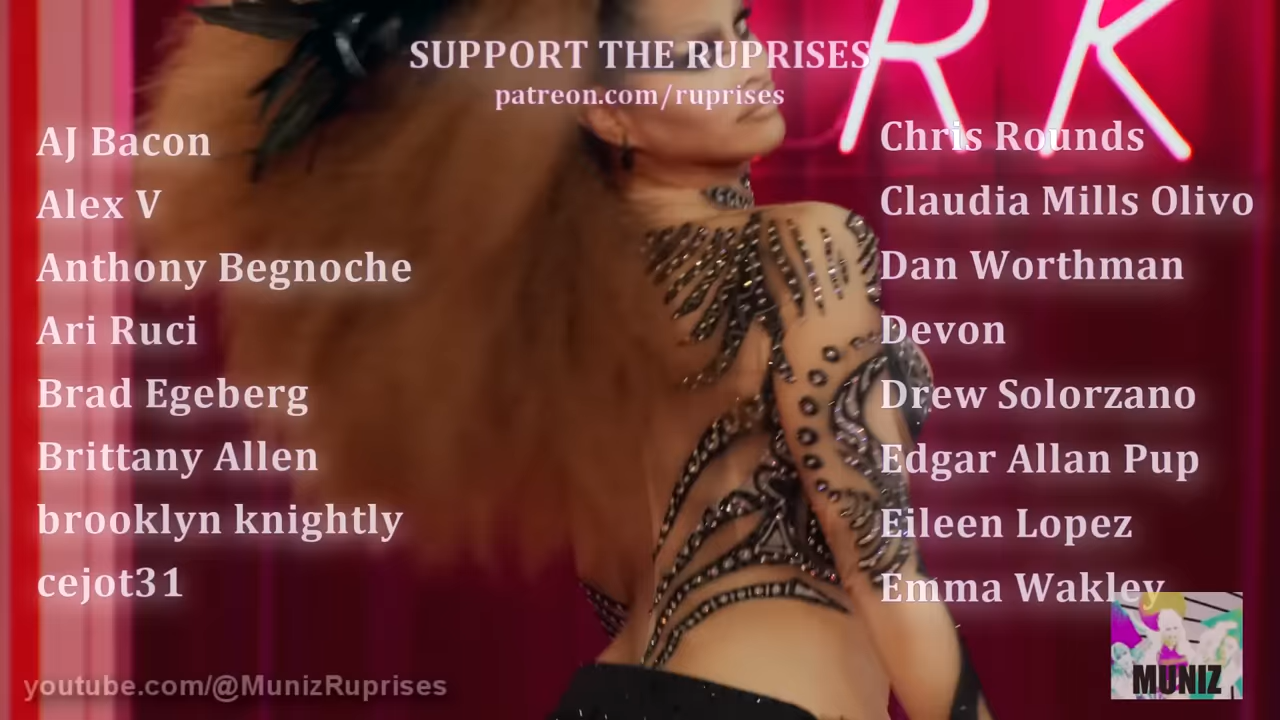 RK
SUPPORT THE RUPRISES
patreon.com/ruprises
AJ Bacon
Alex V
Anthony Begnoche
Ari Ruci
Brad Egeberg
Brittany Allen
brooklyn knightly
cejot31
Chris Rounds
Claudia Mills Olivo
Dan Worthman
Devon
Drew Solorzano
Edgar Allan Pup
Eileen Lopez
Emma Wakley
youtube.com/@MunizRuprises
MUNIZ